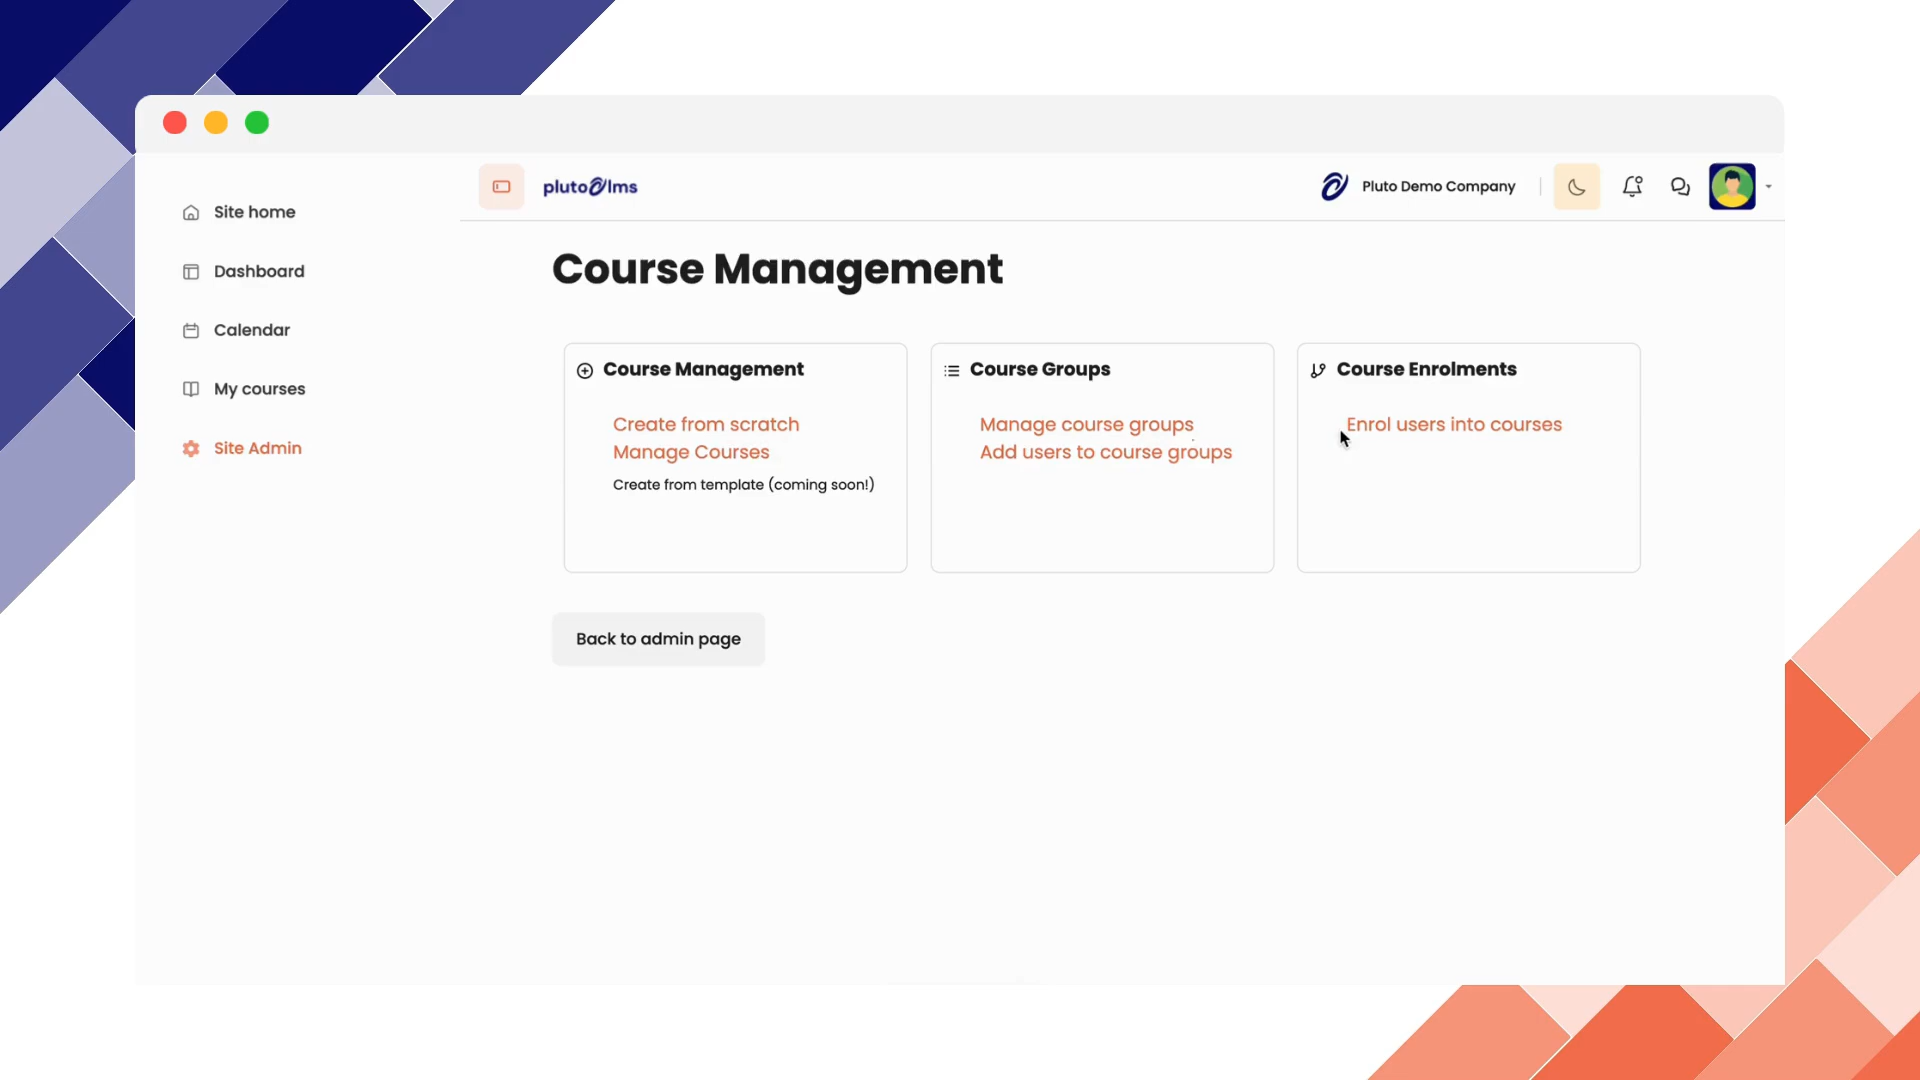 plutolms
Pluto Demo Company
Site home
Dashboard
Calendar
My courses
Site Admin
Course Management
Course Management
Create from scratch
Manage Courses
Create from template (coming soon!)
Course Groups
Manage course groups
Add users to course groups
Course Enrolments
Enrol users into courses
Back to admin page